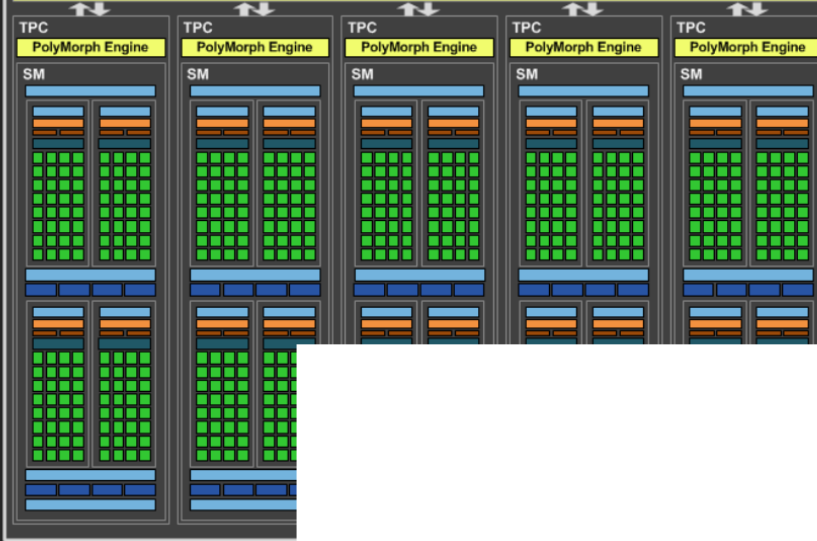 TPC TPC TPC TPC TPC
PolyMorph Engine PolyMorph Engine PolyMorph Engine PolyMorph Engine PolyMorph Engine
SM SM SM SM SM